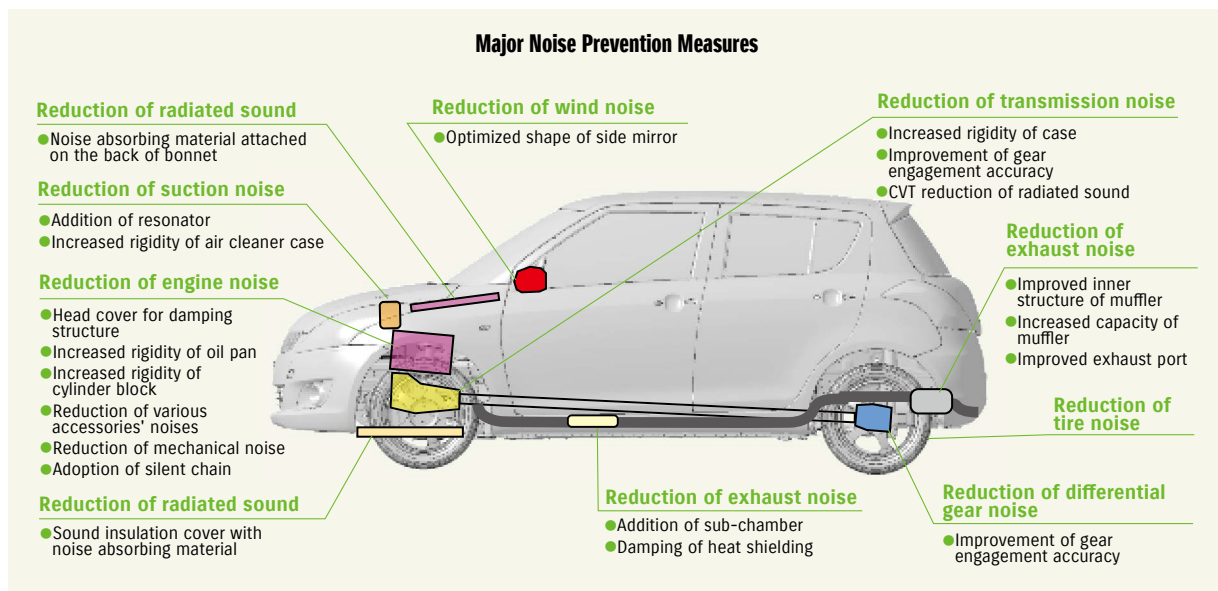 Major Noise Prevention Measures
Reduction of radiated sound
●Noise absorbing material attached
on the back of bonnet
Reduction of suction noise
●Addition of resonator
●Increased rigidity of air cleaner case
Reduction of engine noise
●Head cover for damping
structure
●Increased rigidity of oil pan
●Increased rigidity of
cylinder block
●Reduction of various
accessories' noises
●Reduction of mechanical noise
●Adoption of silent chain
Reduction of radiated sound
●Sound insulation cover with
noise absorbing material
Reduction of wind noise
●Optimized shape of side mirror
Reduction of transmission noise
●Increased rigidity of case
●Improvement of gear
engagement accuracy
●CVT reduction of radiated sound
Reduction of
exhaust noise
●Improved inner
structure of muffler
●Increased capacity of
muffler
●Improved exhaust port
Reduction of
tire noise
Reduction of exhaust noise
●Addition of sub-chamber
●Damping of heat shielding
Reduction of differential
gear noise
●Improvement of gear
engagement accuracy